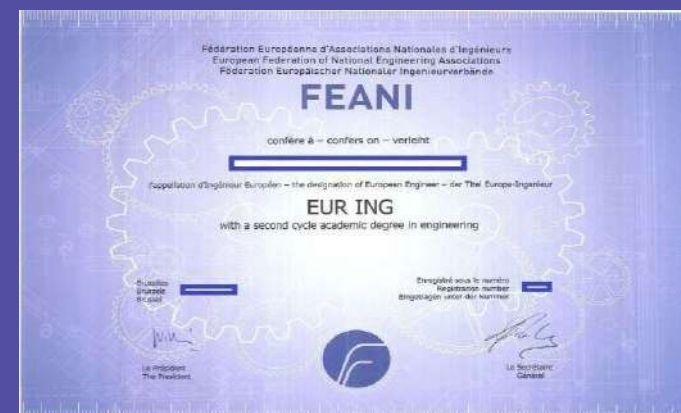 Fédération Européenne d'Associations Nationales d'Ingénieurs
European Federation of National Engineering Associations
Föderation Europäischer Nationaler Ingenieurverbände
FEANI
confère à – confers on – verleiht
l'appellation d'Ingénieur Européen – the designation of European Engineer – der Titel Europa-Ingenieur
EUR ING
with a second cycle academic degree in engineering
Bruxelles
Brussels
Brüssel
Enregistré sous le numéro
Registration number
Eingetragen unter der Nummer
Le Président
The President
Le Secrétaire
Général